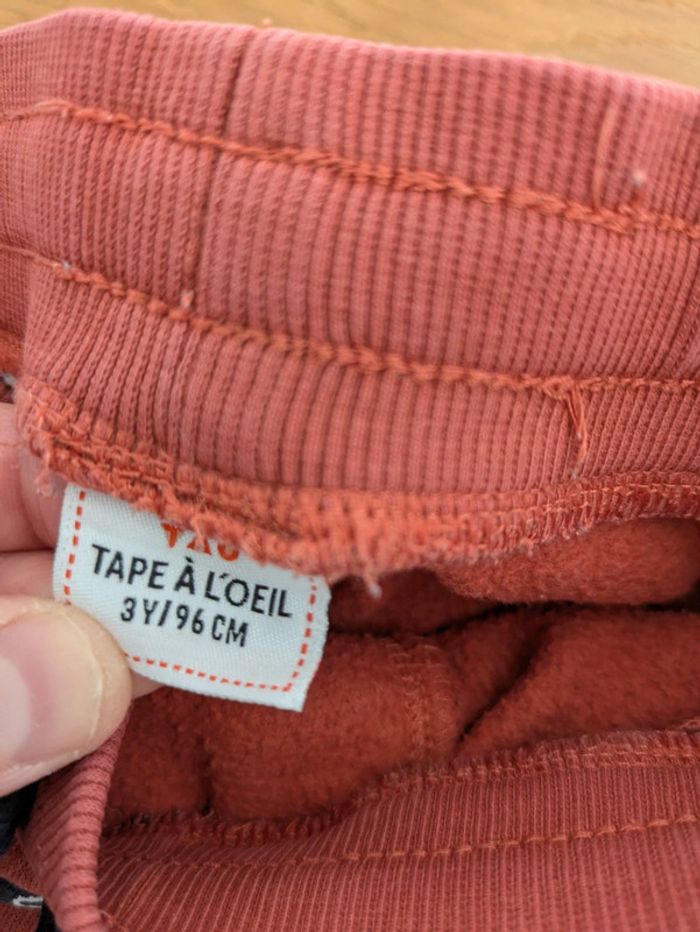 TAPE À L'OEIL
3Y/96 CM